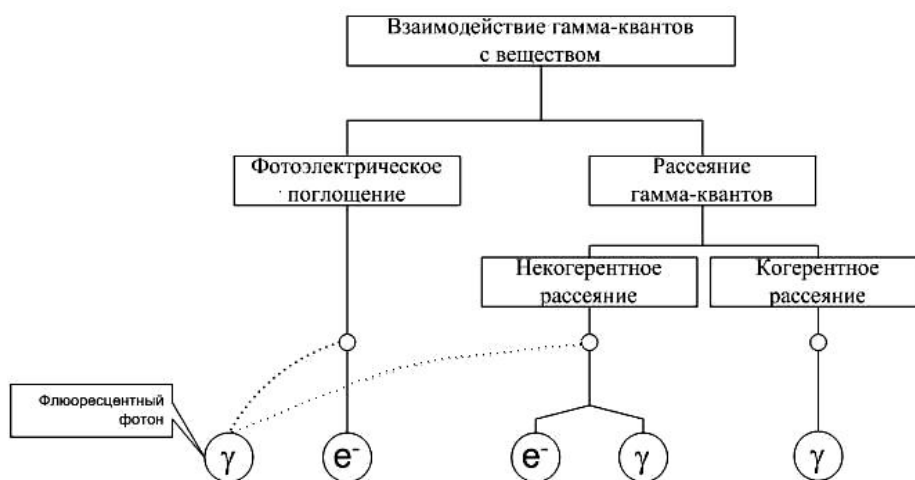 Взаимодействие гамма-квантов
с веществом
Фотоэлектрическое
поглощение
Рассеяние
гамма-квантов
Некогерентное
рассеяние
Когерентное
рассеяние
Флюоресцентный
фотон
γ
e⁻
e⁻
γ
γ